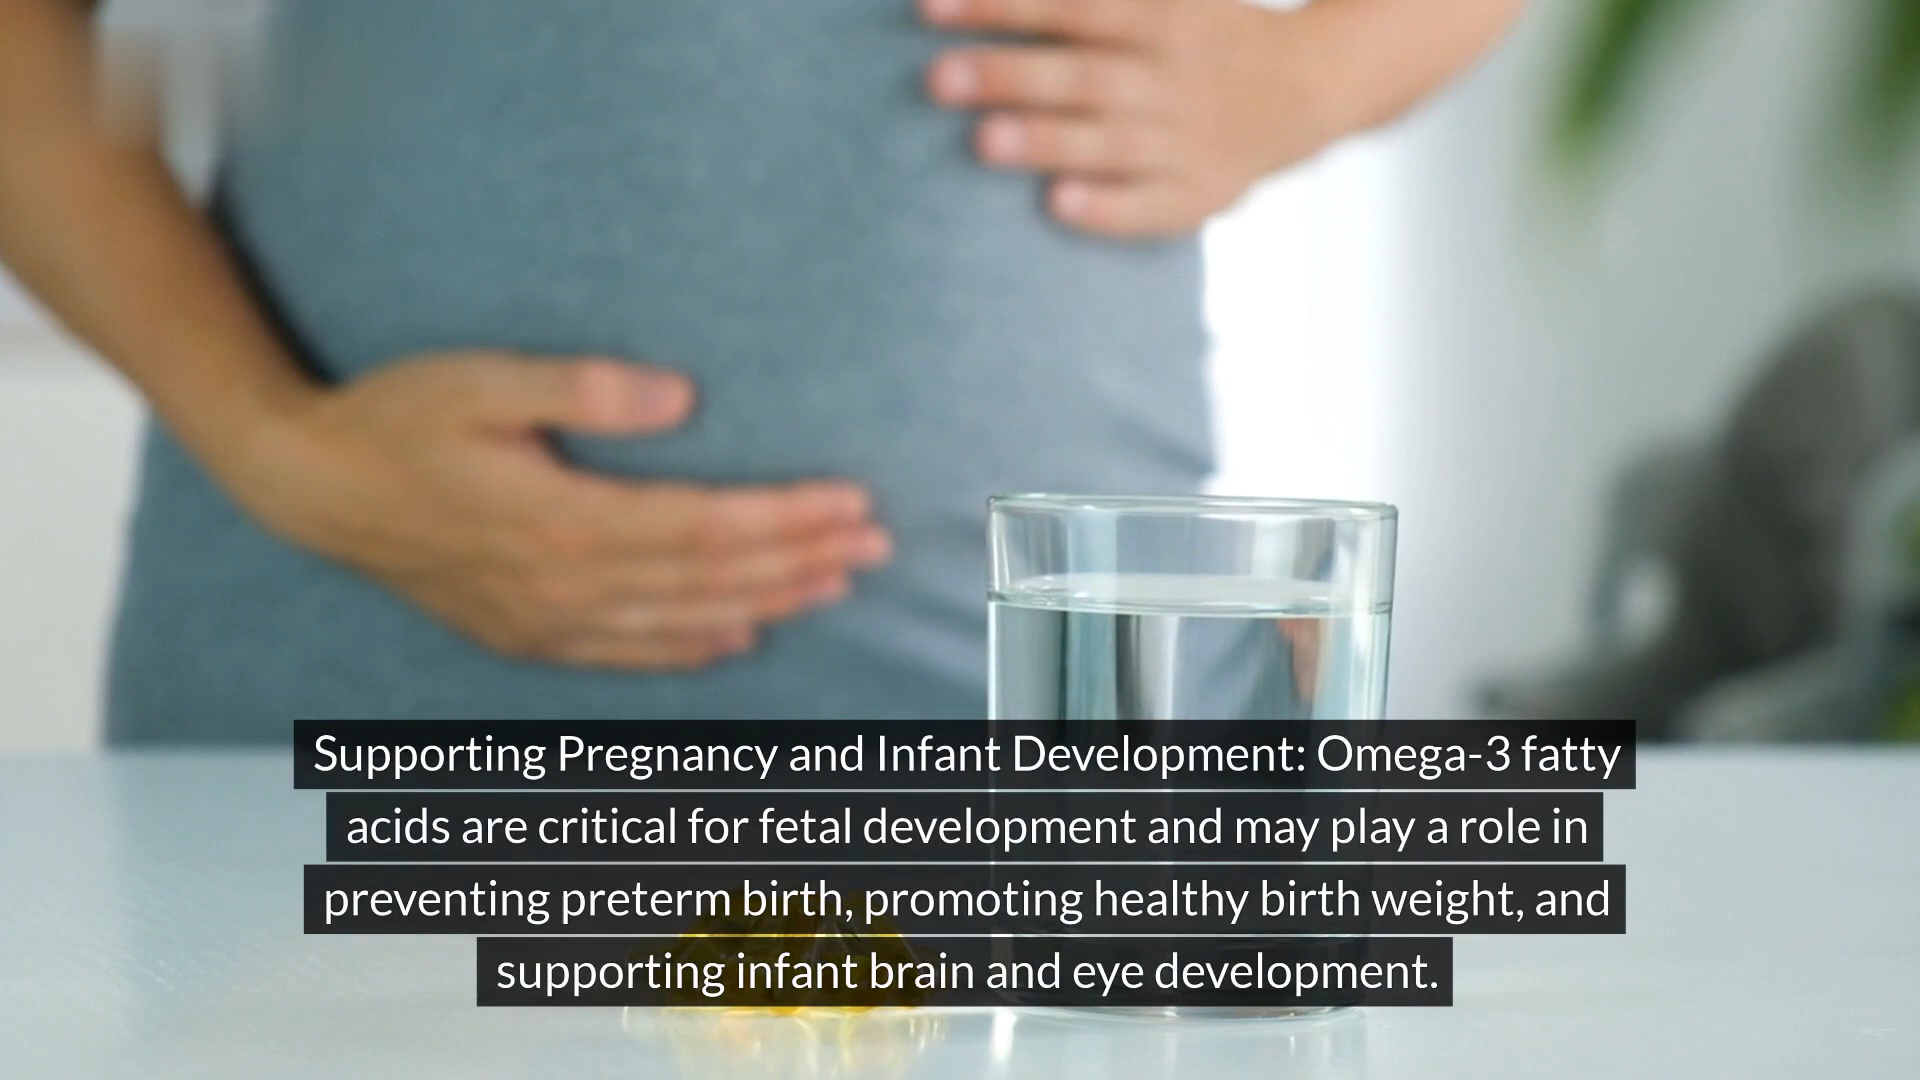 Supporting Pregnancy and Infant Development: Omega-3 fatty
acids are critical for fetal development and may play a role in
preventing preterm birth, promoting healthy birth weight, and
supporting infant brain and eye development.